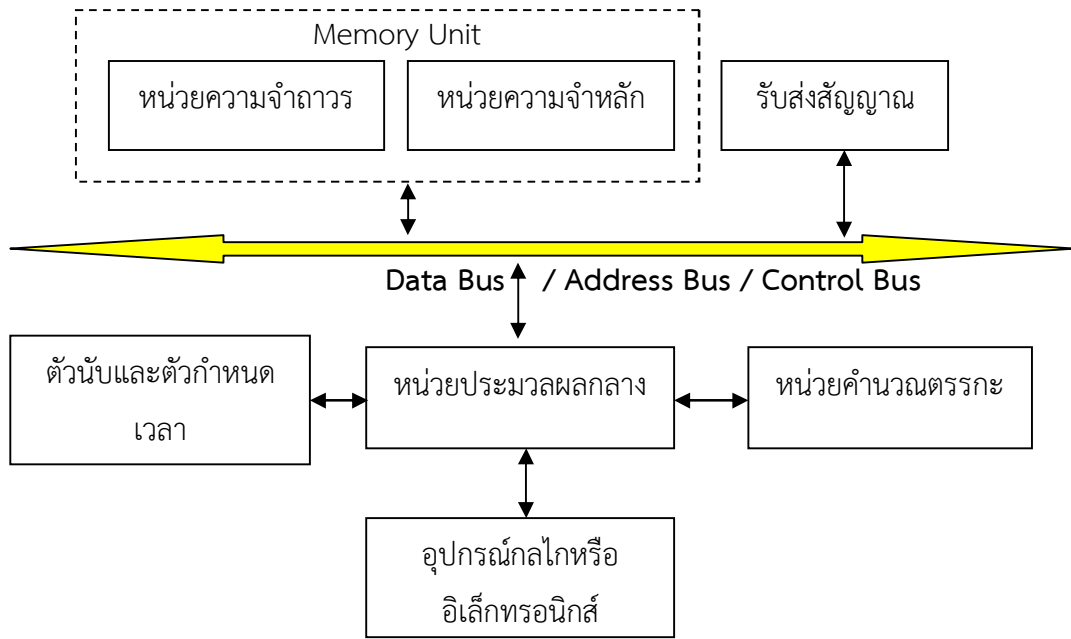 Memory Unit
หน่วยความจำถาวร
หน่วยความจำหลัก
รับส่งสัญญาณ
Data Bus / Address Bus / Control Bus
ตัวนับและตัวกำหนด
เวลา
หน่วยประมวลผลกลาง
หน่วยคำนวณตรรกะ
อุปกรณ์กลไกหรือ
อิเล็กทรอนิกส์